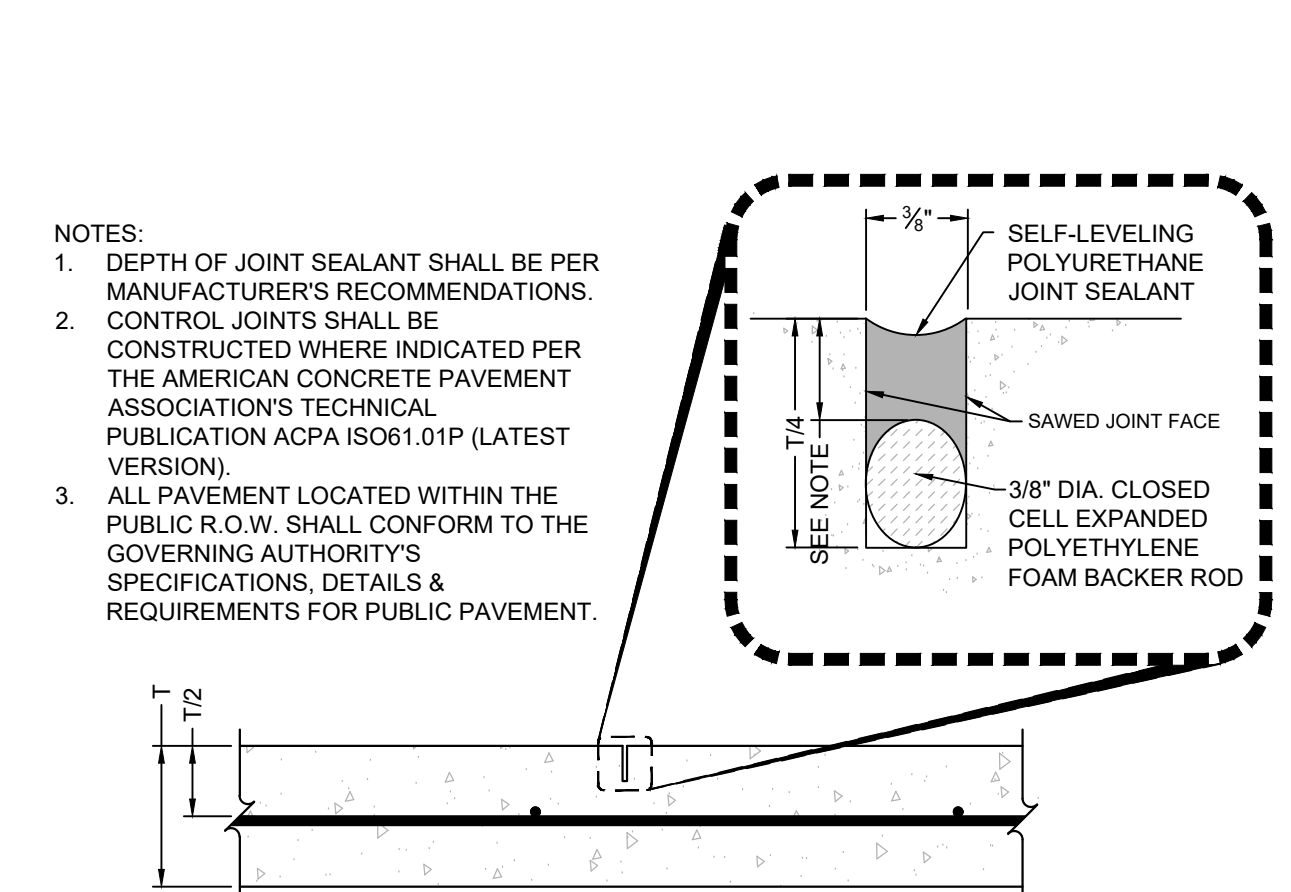 NOTES:
1. DEPTH OF JOINT SEALANT SHALL BE PER
MANUFACTURER'S RECOMMENDATIONS.
2. CONTROL JOINTS SHALL BE
CONSTRUCTED WHERE INDICATED PER
THE AMERICAN CONCRETE PAVEMENT
ASSOCIATION'S TECHNICAL
PUBLICATION ACPA ISO61.01P (LATEST
VERSION).
3. ALL PAVEMENT LOCATED WITHIN THE
PUBLIC R.O.W. SHALL CONFORM TO THE
GOVERNING AUTHORITY'S
SPECIFICATIONS, DETAILS &
REQUIREMENTS FOR PUBLIC PAVEMENT.
3/8"
SELF-LEVELING
POLYURETHANE
JOINT SEALANT
T/4
SEE NOTE
SAWED JOINT FACE
3/8" DIA. CLOSED
CELL EXPANDED
POLYETHYLENE
FOAM BACKER ROD
T
T/2